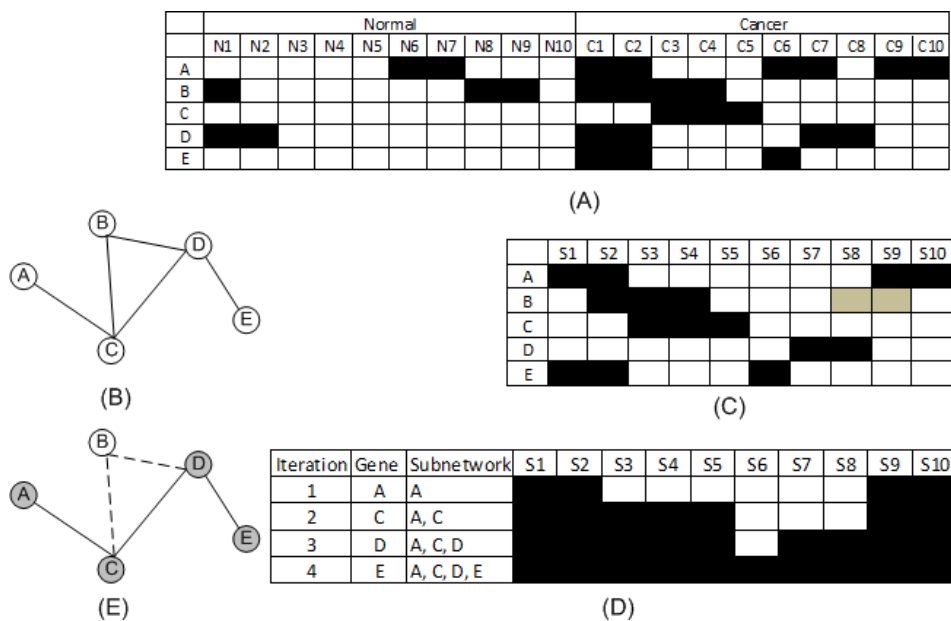 Normal Cancer
N1 N2 N3 N4 N5 N6 N7 N8 N9 N10 C1 C2 C3 C4 C5 C6 C7 C8 C9 C10
A
B
C
D
E
(A)
B
D
A
E
C
(B)
S1 S2 S3 S4 S5 S6 S7 S8 S9 S10
A
B
C
D
E
(C)
B
D
A
E
C
(E)
Iteration Gene Subnetwork S1 S2 S3 S4 S5 S6 S7 S8 S9 S10
1 A A
2 C A, C
3 D A, C, D
4 E A, C, D, E
(D)